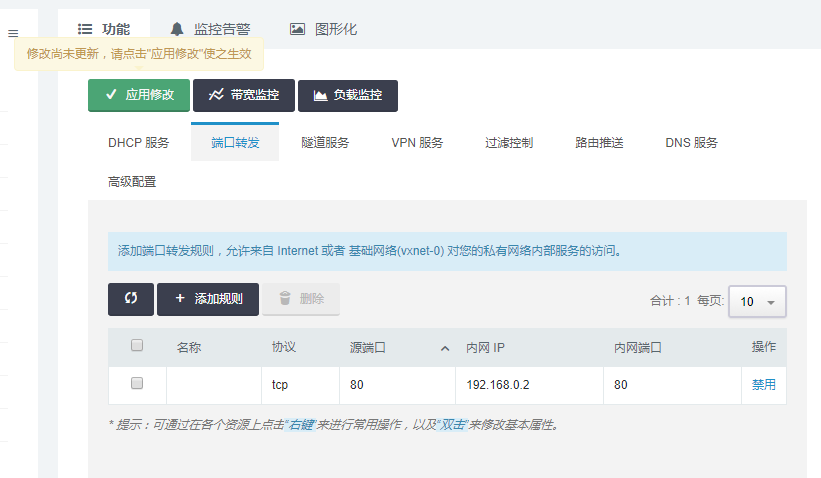 功能 监控告警 图形化
修改尚未更新，请点击"应用修改"使之生效
应用修改 带宽监控 负载监控
DHCP 服务 端口转发 隧道服务 VPN 服务 过滤控制 路由推送 DNS 服务
高级配置
添加端口转发规则，允许来自 Internet 或者 基础网络(vxnet-0) 对您的私有网络内部服务的访问。
添加规则 删除 合计 : 1 每页: 10
名称 协议 源端口 内网 IP 内网端口 操作
tcp 80 192.168.0.2 80 禁用
* 提示：可通过在各个资源上点击"右键"来进行常用操作，以及"双击"来修改基本属性。